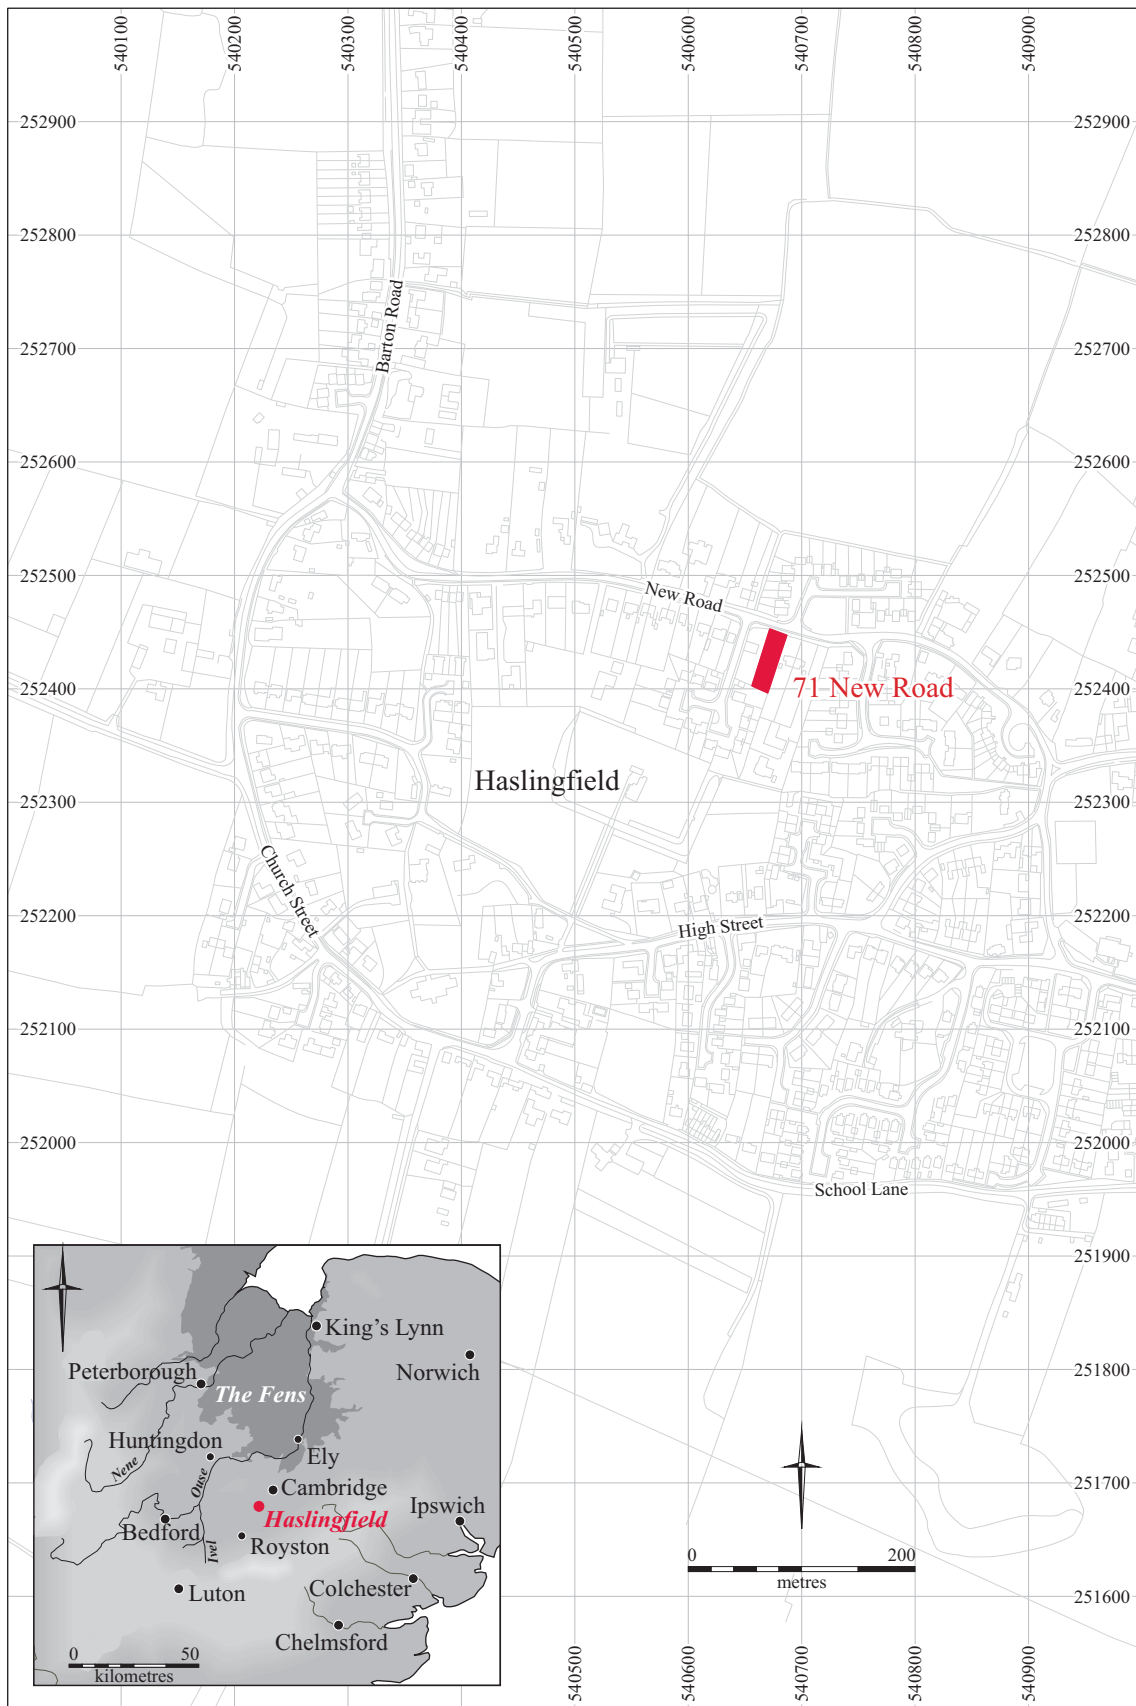 540100
540200
540300
540400
540500
540600
540700
540800
540900
252900
252900
252800
252800
Barton Road
252700
252700
252600
252600
252500
252500
New Road
252400
71 New Road
252400
Haslingfield
252300
252300
Church Street
252200
High Street
252200
252100
252100
252000
252000
School Lane
251900
King's Lynn
Peterborough
Norwich
251800
The Fens
Huntingdon
Ely
Nene
Ouse
Cambridge
251700
Ipswich
Haslingfield
Bedford
Ivel
Royston
0 200
metres
Luton
Colchester
251600
Chelmsford
0 50
kilometres
540500
540600
540700
540800
540900